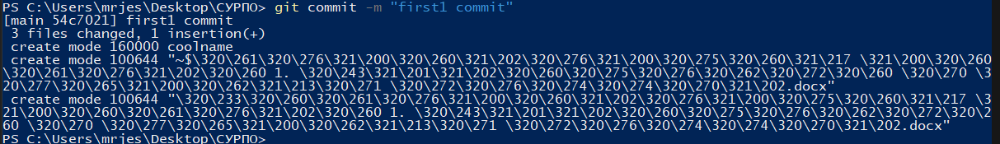 PS C:\Users\mrjes\Desktop\СУРПО> git commit -m "first1 commit"
[main 54c7021] first1 commit
 3 files changed, 1 insertion(+)
 create mode 160000 coolname
 create mode 100644 "~$\320\261\320\276\321\200\320\260\321\202\320\276\321\200\320\275\320\260\321\217 \321\200\320\260
\320\261\320\276\321\202\320\260 1. \320\243\321\201\321\202\320\260\320\275\320\276\320\262\320\272\320\260 \320\270 \3
20\277\320\265\321\200\320\262\321\213\320\271 \320\272\320\276\320\274\320\274\320\270\321\202.docx"
 create mode 100644 "\320\233\320\260\320\261\320\276\321\200\320\260\321\202\320\276\321\200\320\275\320\260\321\217 \3
21\200\320\260\320\261\320\276\321\202\320\260 1. \320\243\321\201\321\202\320\260\320\275\320\276\320\262\320\272\320\2
60 \320\270 \320\277\320\265\321\200\320\262\321\213\320\271 \320\272\320\276\320\274\320\274\320\270\321\202.docx"
PS C:\Users\mrjes\Desktop\СУРПО>